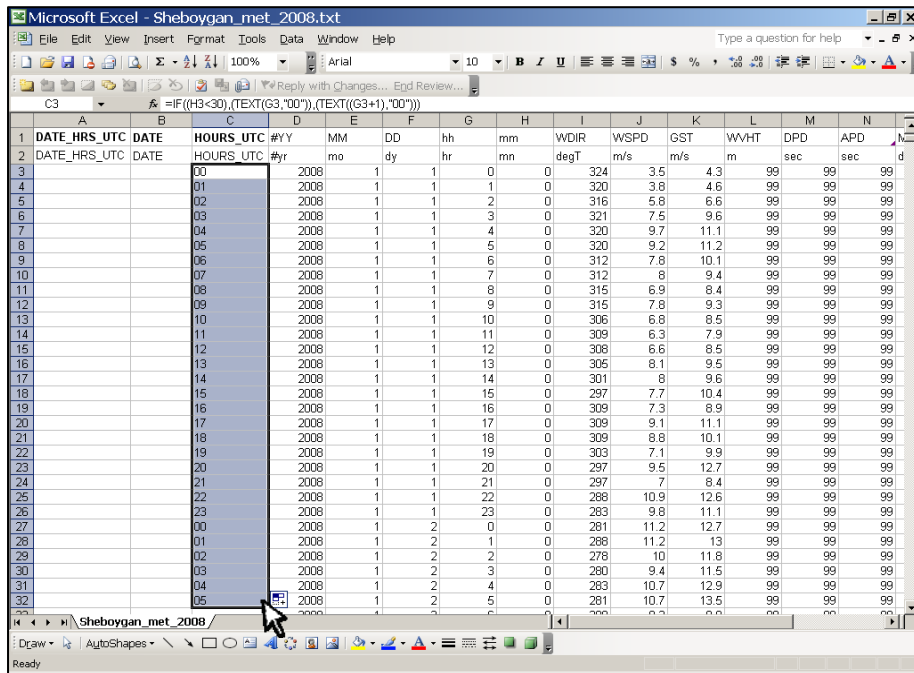 Microsoft Excel - Sheboygan_met_2008.txt
File Edit View Insert Format Tools Data Window Help Type a question for help
Σ 100% Arial 10 B I U $ % ,
Reply with Changes... End Review...
C3 fx =IF((H3<30),(TEXT(G3,"00")),(TEXT((G3+1),"00")))
A B C D E F G H I J K L M N
1 DATE_HRS_UTC DATE HOURS_UTC #YY MM DD hh mm WDIR WSPD GST WVHT DPD APD M
2 DATE_HRS_UTC DATE HOURS_UTC #yr mo dy hr mn degT m/s m/s m sec sec d
3 00 2008 1 1 0 0 324 3.5 4.3 99 99 99
4 01 2008 1 1 1 0 320 3.8 4.6 99 99 99
5 02 2008 1 1 2 0 316 5.8 6.6 99 99 99
6 03 2008 1 1 3 0 321 7.5 9.6 99 99 99
7 04 2008 1 1 4 0 320 9.7 11.1 99 99 99
8 05 2008 1 1 5 0 320 9.2 11.2 99 99 99
9 06 2008 1 1 6 0 312 7.8 10.1 99 99 99
10 07 2008 1 1 7 0 312 8 9.4 99 99 99
11 08 2008 1 1 8 0 315 6.9 8.4 99 99 99
12 09 2008 1 1 9 0 315 7.8 9.3 99 99 99
13 10 2008 1 1 10 0 306 6.8 8.5 99 99 99
14 11 2008 1 1 11 0 309 6.3 7.9 99 99 99
15 12 2008 1 1 12 0 308 6.6 8.5 99 99 99
16 13 2008 1 1 13 0 305 8.1 9.5 99 99 99
17 14 2008 1 1 14 0 301 8 9.6 99 99 99
18 15 2008 1 1 15 0 297 7.7 10.4 99 99 99
19 16 2008 1 1 16 0 309 7.3 8.9 99 99 99
20 17 2008 1 1 17 0 309 9.1 11.1 99 99 99
21 18 2008 1 1 18 0 309 8.8 10.1 99 99 99
22 19 2008 1 1 19 0 303 7.1 9.9 99 99 99
23 20 2008 1 1 20 0 297 9.5 12.7 99 99 99
24 21 2008 1 1 21 0 297 7 8.4 99 99 99
25 22 2008 1 1 22 0 288 10.9 12.6 99 99 99
26 23 2008 1 1 23 0 283 9.8 11.1 99 99 99
27 00 2008 1 2 0 0 281 11.2 12.7 99 99 99
28 01 2008 1 2 1 0 288 11.2 13 99 99 99
29 02 2008 1 2 2 0 278 10 11.8 99 99 99
30 03 2008 1 2 3 0 280 9.4 11.5 99 99 99
31 04 2008 1 2 4 0 283 10.7 12.9 99 99 99
32 05 2008 1 2 5 0 281 10.7 13.5 99 99 99
Sheboygan_met_2008
Draw AutoShapes
Ready